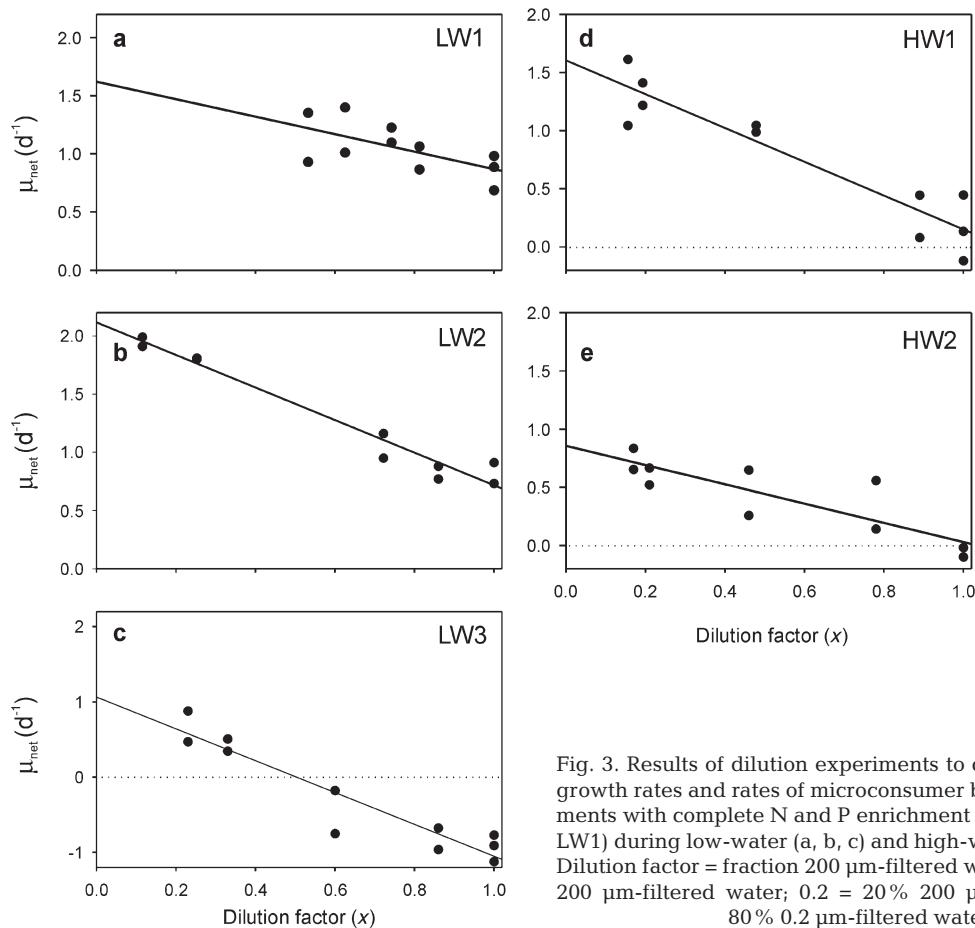 a
LW1
2.0
1.5
1.0
0.5
0.0
μnet (d-1)
b
LW2
2.0
1.5
1.0
0.5
0.0
μnet (d-1)
c
LW3
2
1
0
-1
μnet (d-1)
0.0 0.2 0.4 0.6 0.8 1.0
Dilution factor (x)
d
HW1
2.0
1.5
1.0
0.5
0.0
e
HW2
2.0
1.5
1.0
0.5
0.0
0.0 0.2 0.4 0.6 0.8 1.0
Dilution factor (x)
Fig. 3. Results of dilution experiments to
growth rates and rates of microconsumer
ments with complete N and P enrichment
LW1) during low-water (a, b, c) and
Dilution factor = fraction 200 μm-filtered
200 μm-filtered water; 0.2 = 20% 200
80% 0.2 μm-filtered